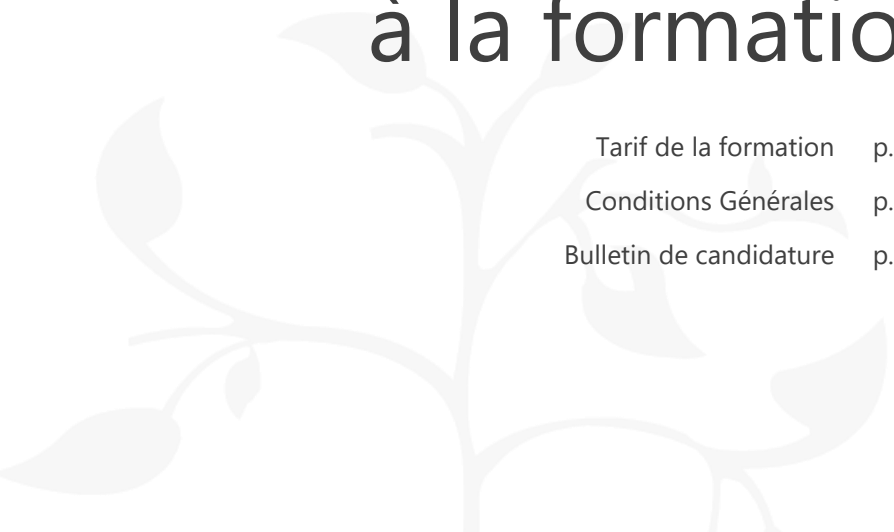 à la formatio
Tarif de la formation p.
Conditions Générales p.
Bulletin de candidature p.